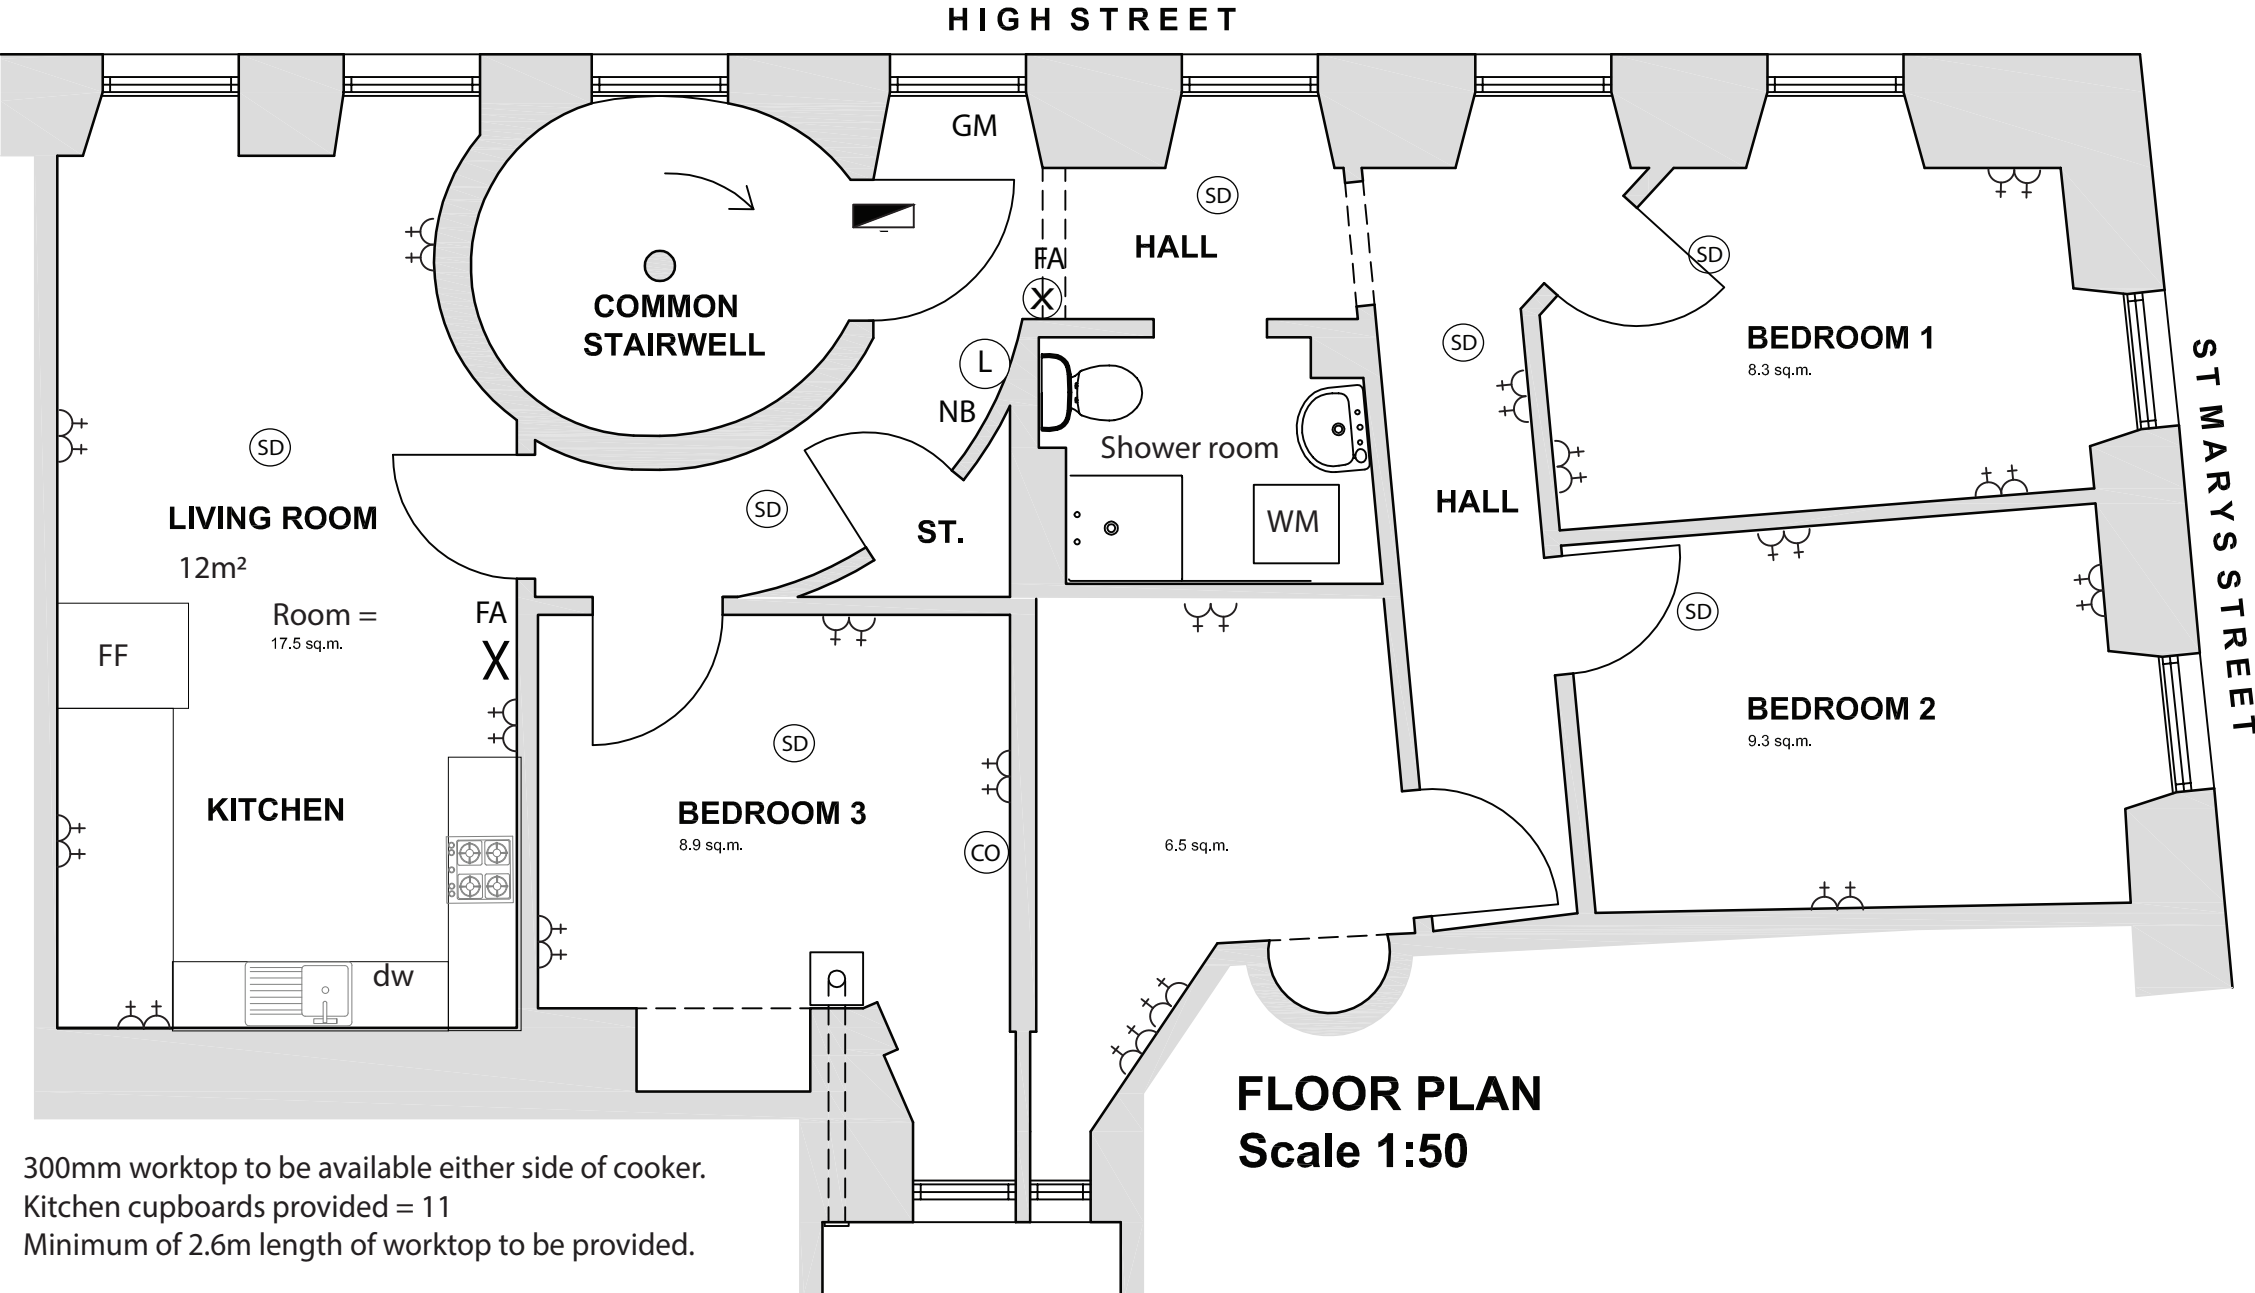 HIGH STREET
GM
SD
HALL
FA
X
COMMON
STAIRWELL
SD
BEDROOM 1
8.3 sq.m.
ST MARYS STREET
SD
L
NB
Shower room
WM
SD
LIVING ROOM
12m²
SD
ST.
HALL
Room =
17.5 sq.m.
FA
X
FF
SD
BEDROOM 2
9.3 sq.m.
KITCHEN
SD
BEDROOM 3
8.9 sq.m.
CO
6.5 sq.m.
dw
FLOOR PLAN
Scale 1:50
300mm worktop to be available either side of cooker.
Kitchen cupboards provided = 11
Minimum of 2.6m length of worktop to be provided.